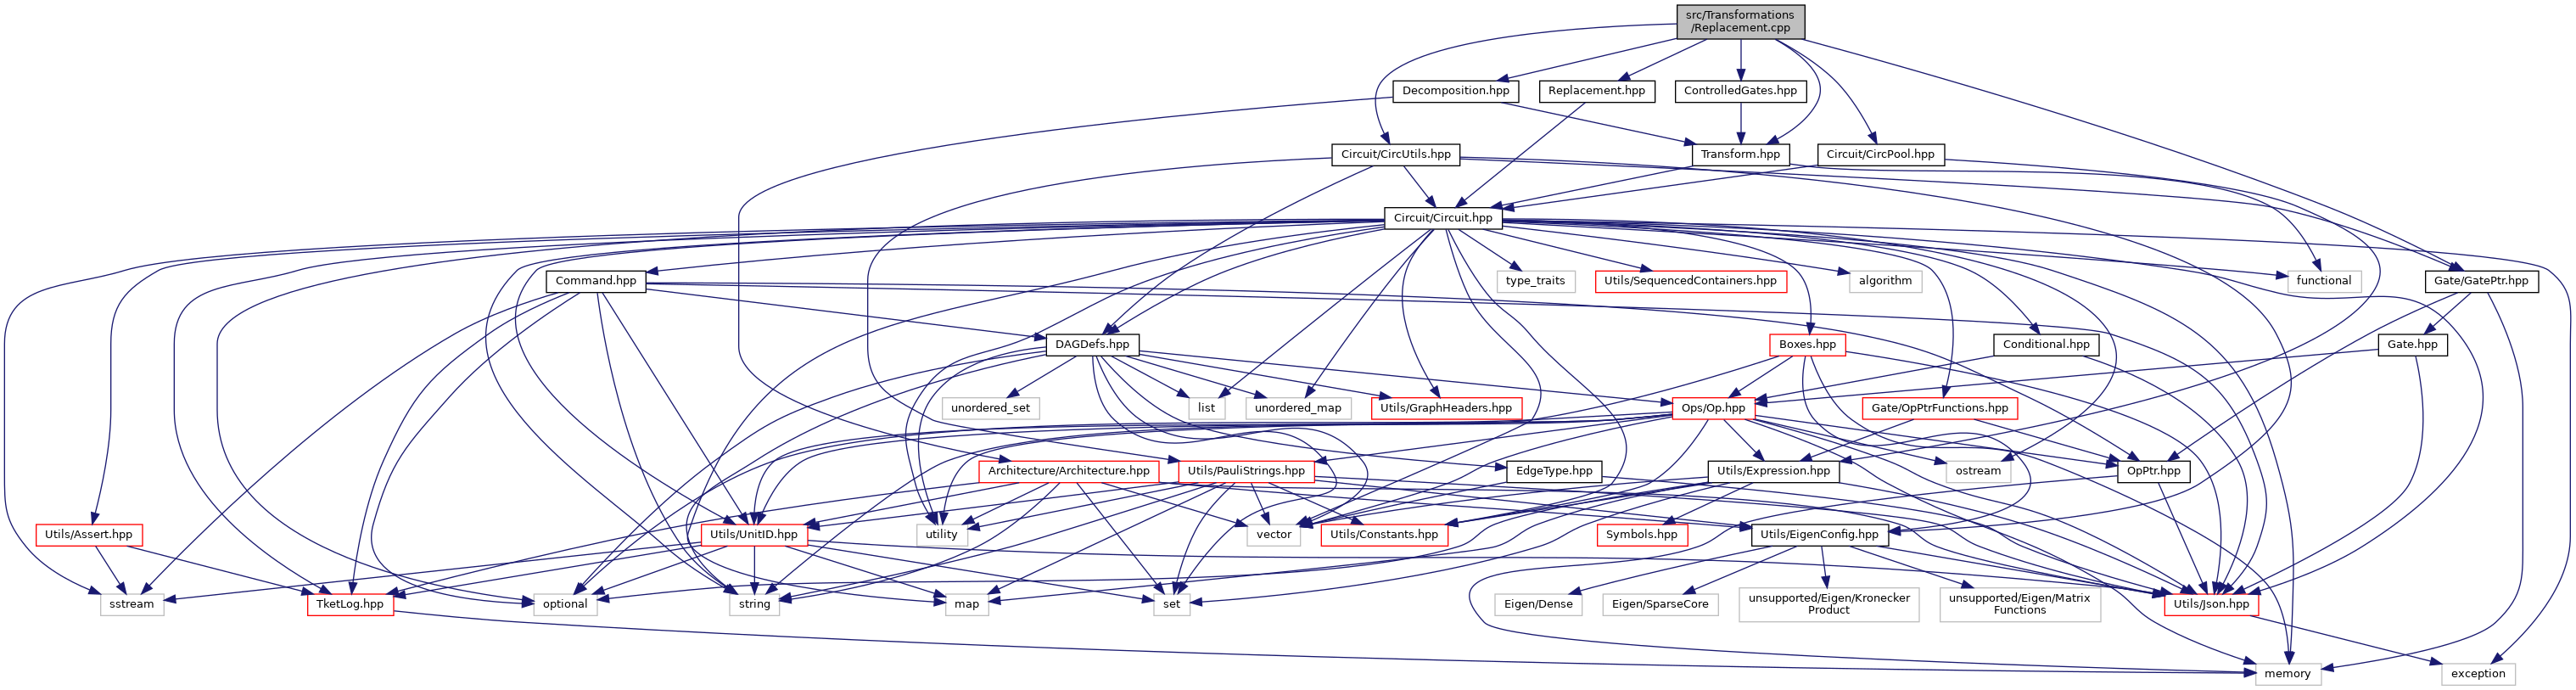 src/Transformations
/Replacement.cpp
Decomposition.hpp
Replacement.hpp
ControlledGates.hpp
Circuit/CircUtils.hpp
Transform.hpp
Circuit/CircPool.hpp
Circuit/Circuit.hpp
Command.hpp
type_traits
Utils/SequencedContainers.hpp
algorithm
functional
Gate/GatePtr.hpp
DAGDefs.hpp
Boxes.hpp
Conditional.hpp
Gate.hpp
unordered_set
list
unordered_map
Utils/GraphHeaders.hpp
Ops/Op.hpp
Gate/OpPtrFunctions.hpp
Architecture/Architecture.hpp
Utils/PauliStrings.hpp
EdgeType.hpp
Utils/Expression.hpp
ostream
OpPtr.hpp
Utils/Assert.hpp
Utils/UnitID.hpp
utility
vector
Utils/Constants.hpp
Symbols.hpp
Utils/EigenConfig.hpp
sstream
TketLog.hpp
optional
string
map
set
Eigen/Dense
Eigen/SparseCore
unsupported/Eigen/Kronecker
Product
unsupported/Eigen/Matrix
Functions
Utils/Json.hpp
memory
exception